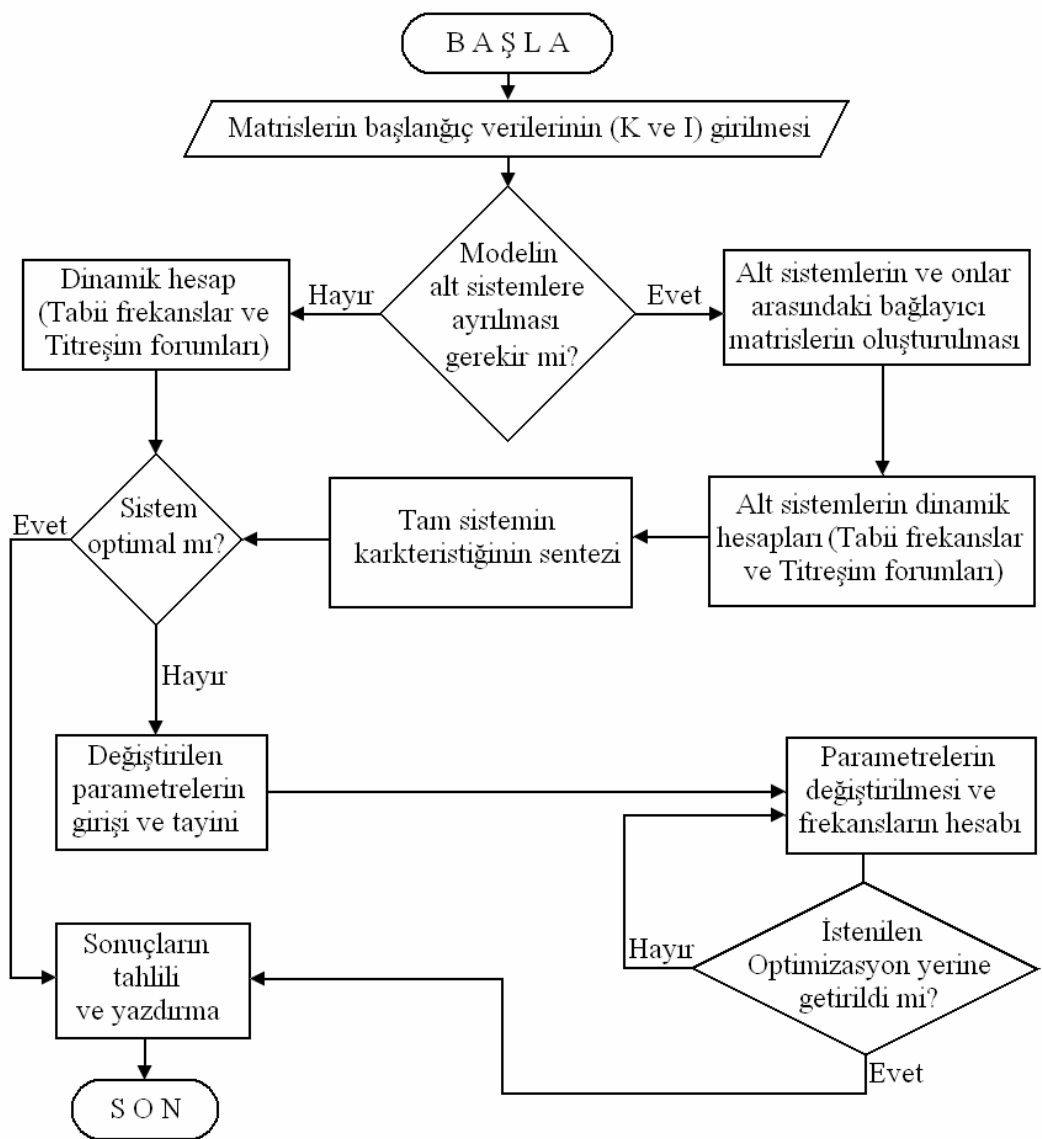 B A Ş L A
Matrislerin başlanğıç verilerinin (K ve I) girilmesi
Modelin
alt sistemlere
ayrılması
gerekir mi?
Hayır
Evet
Dinamik hesap
(Tabii frekanslar ve
Titreşim forumları)
Alt sistemlerin ve onlar
arasındaki bağlayıcı
matrislerin oluşturulması
Sistem
optimal mı?
Evet
Tam sistemin
karkteristiğinin sentezi
Alt sistemlerin dinamik
hesapları (Tabii frekanslar
ve Titreşim forumları)
Hayır
Değiştirilen
parametrelerin
girişi ve tayini
Parametrelerin
değiştirilmesi ve
frekansların hesabı
Hayır
İstenilen
Optimizasyon yerine
getirildi mi?
Evet
Sonuçların
tahlili
ve yazdırma
S O N